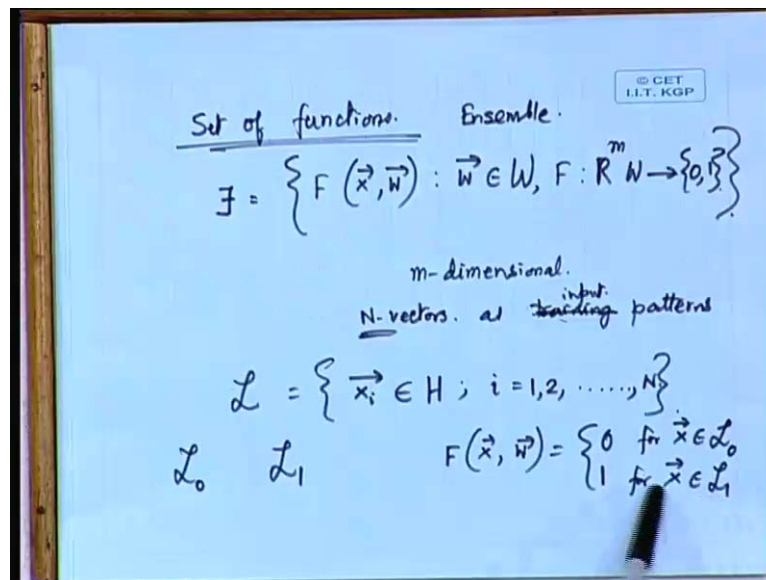 © CET
I.I.T. KGP
Set of functions. Ensemble.
ℱ = { F (x⃗, w⃗) : w⃗ ∈ W, F : Rᵐ W → {0,1} }
m-dimensional.
input.
N-vectors. as training patterns
ℒ = { x⃗ᵢ ∈ H ; i = 1,2, ......, N }.
ℒ₀ ℒ₁ F(x⃗, w⃗) = { 0 for x⃗ ∈ ℒ₀
1 for x⃗ ∈ ℒ₁